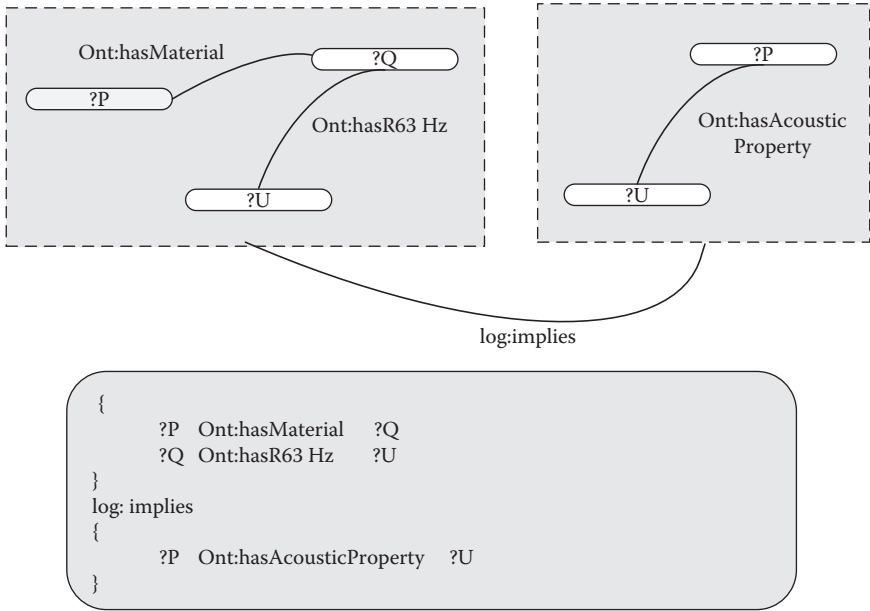 Ont:hasMaterial
?Q
?P
Ont:hasR63 Hz
?U
?P
Ont:hasAcoustic
Property
?U
log:implies
{
?P Ont:hasMaterial ?Q
?Q Ont:hasR63 Hz ?U
}
log: implies
{
?P Ont:hasAcousticProperty ?U
}